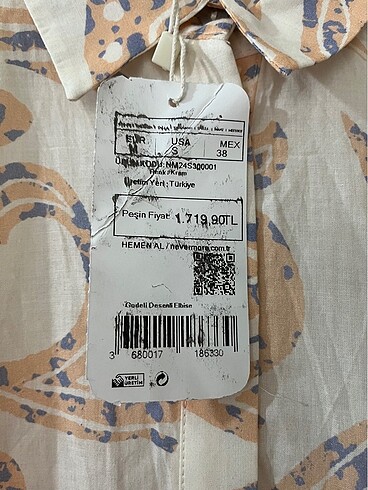 EUR USA MEX
S 38
ÜRÜN KODU: NM24S300001
Renk: Krem
Üretim Yeri : Türkiye
Peşin Fiyat: 1.719,90TL
HEMEN AL / nevermore.com.tr
Desenli Elbise
3 680017 186330
YERLİ
ÜRETİM